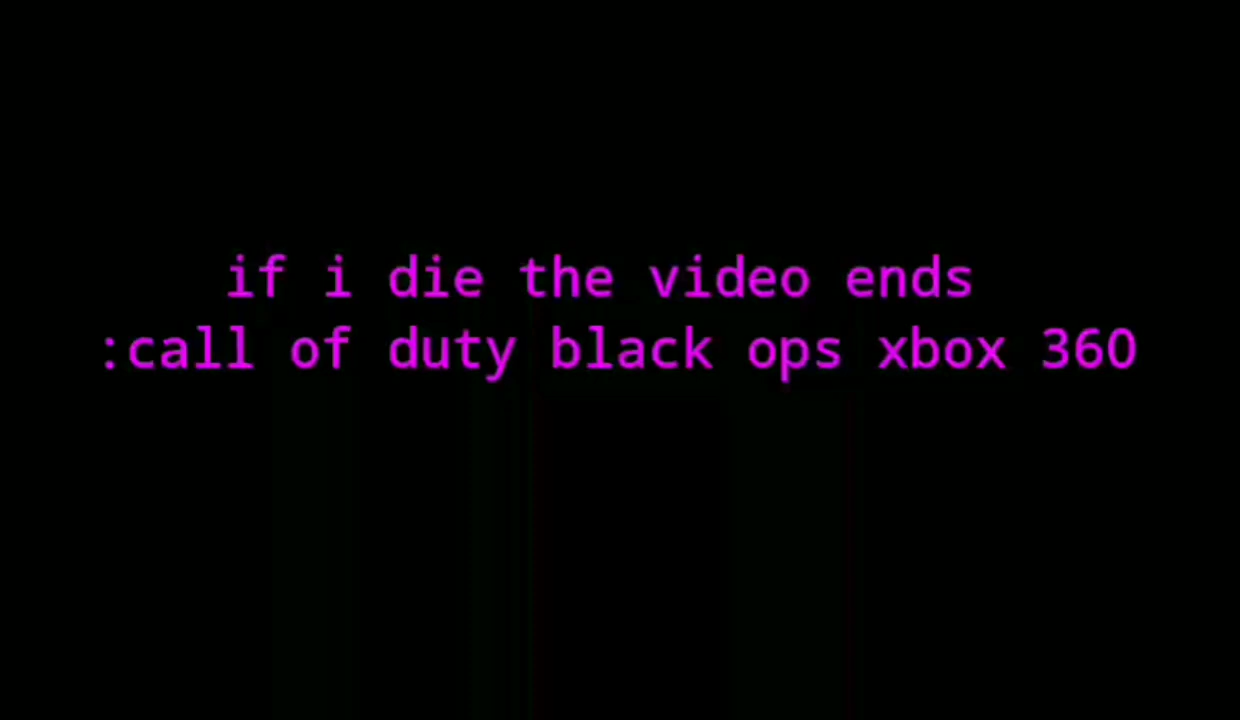 if i die the video ends
:call of duty black ops xbox 360